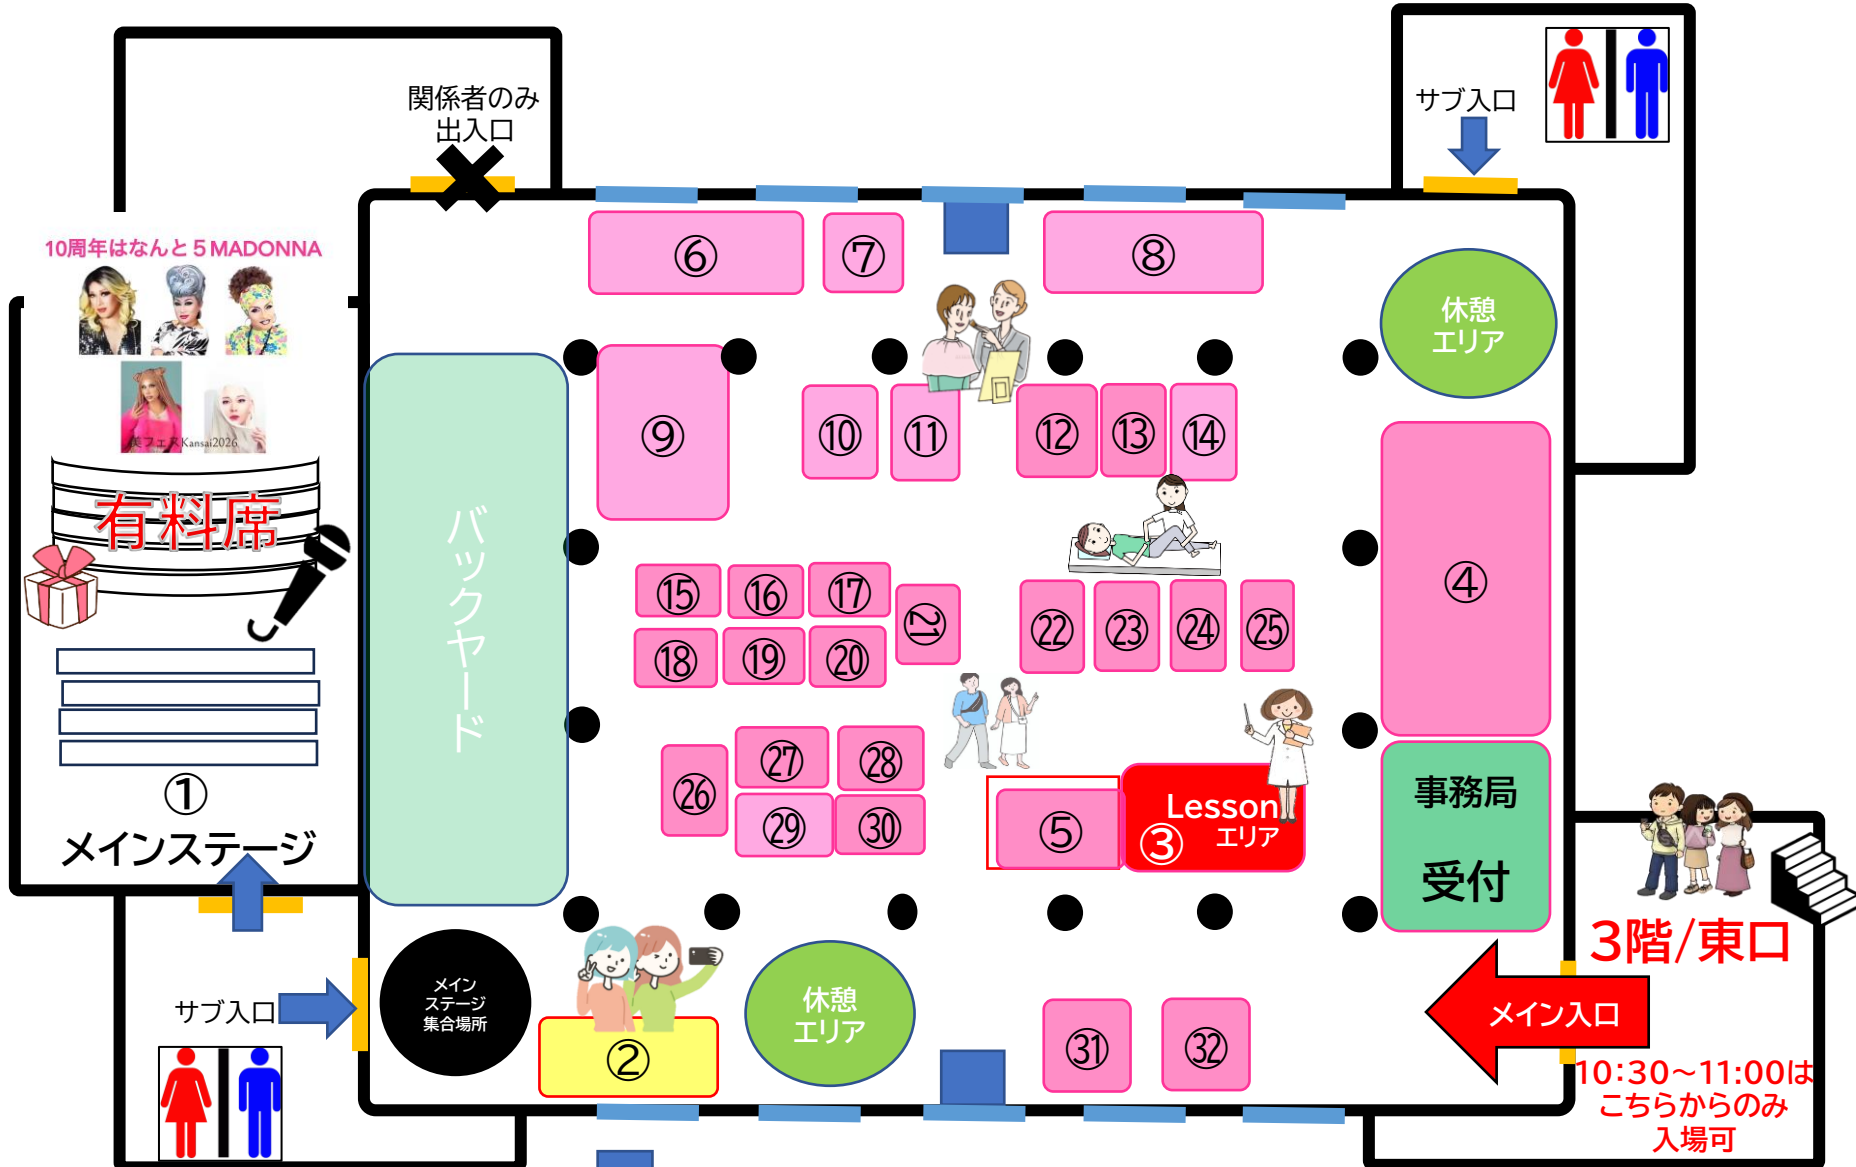 関係者のみ
出入口
サブ入口
10周年はなんと5MADONNA
美フェスKansai2026
有料席
①
メインステージ
バックヤード
⑥
⑦
⑧
休憩
エリア
⑨
⑩
⑪
⑫
⑬
⑭
④
⑮
⑯
⑰
⑱
⑲
⑳
㉑
㉒
㉓
㉔
㉕
㉖
㉗
㉘
㉙
㉚
⑤
③
Lesson
エリア
事務局
受付
3階/東口
メイン入口
10:30～11:00は
こちらからのみ
入場可
サブ入口
メイン
ステージ
集合場所
②
休憩
エリア
㉛
㉜